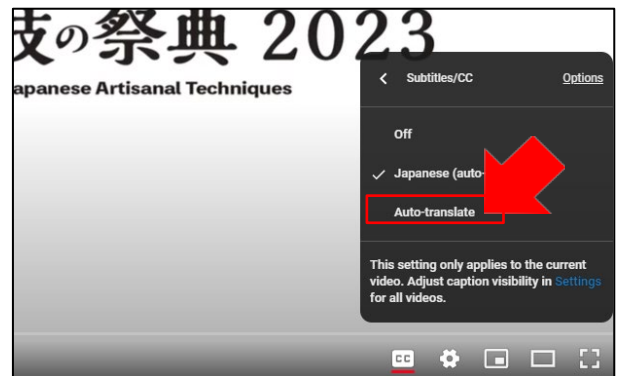 技の祭典 2023
apanese Artisanal Techniques
Subtitles/CC Options
Off
Japanese (auto-
Auto-translate
This setting only applies to the current
video. Adjust caption visibility in Settings
for all videos.
CC